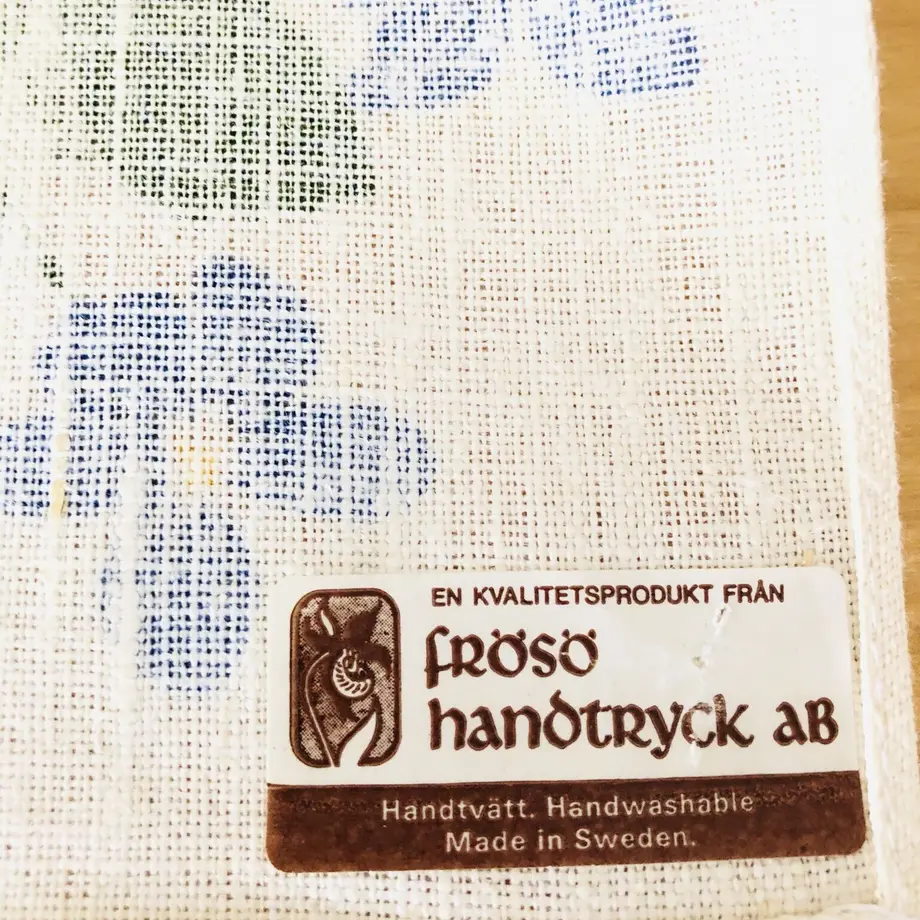 EN KVALITETSPRODUKT FRÅN
fRösö
handtRyck aB
Handtvätt. Handwashable
Made in Sweden.